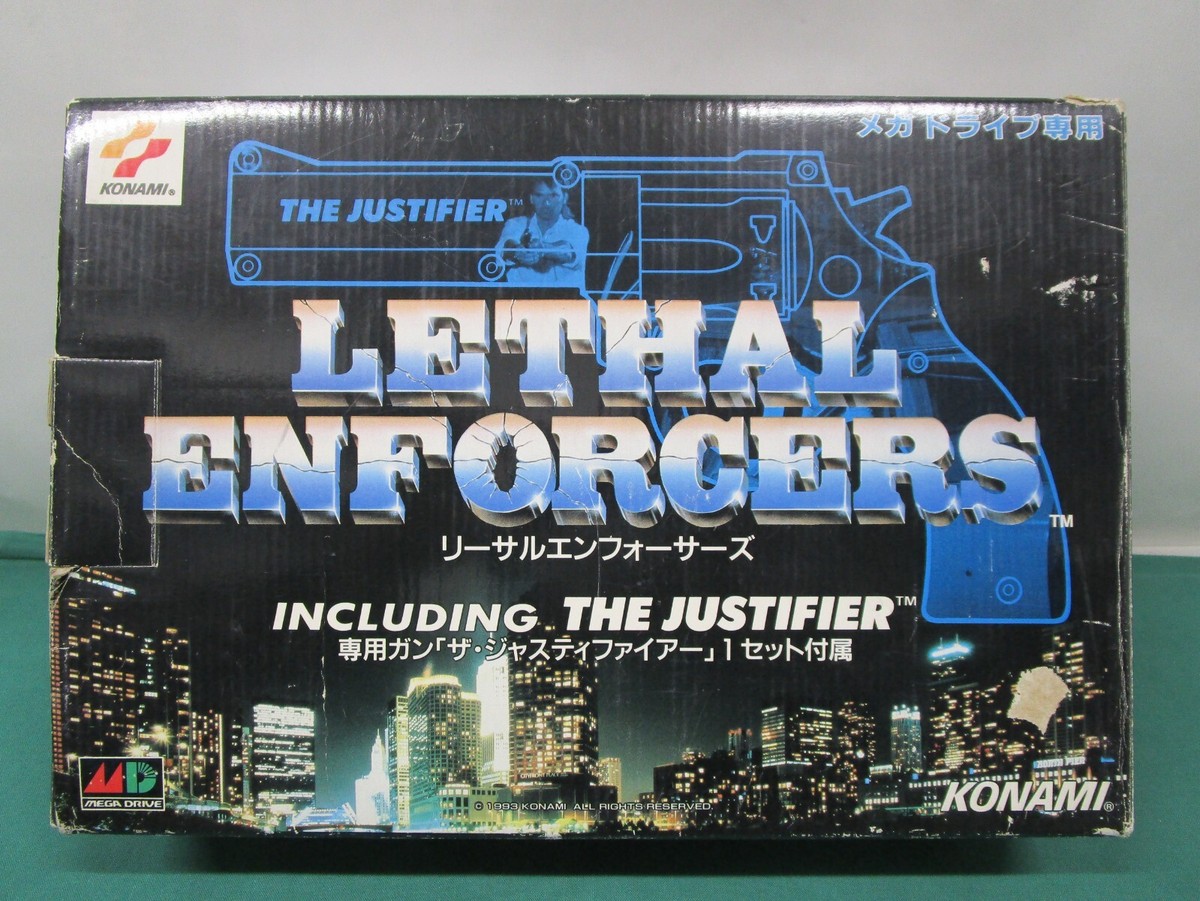 KONAMI®
メガドライブ専用
THE JUSTIFIER™
LETHAL
ENFORCERS™
リーサルエンフォーサーズ
INCLUDING THE JUSTIFIER™
専用ガン「ザ・ジャスティファイアー」1セット付属
NORTH PIER
MD
MEGA DRIVE
© 1993 KONAMI ALL RIGHTS RESERVED.
KONAMI®